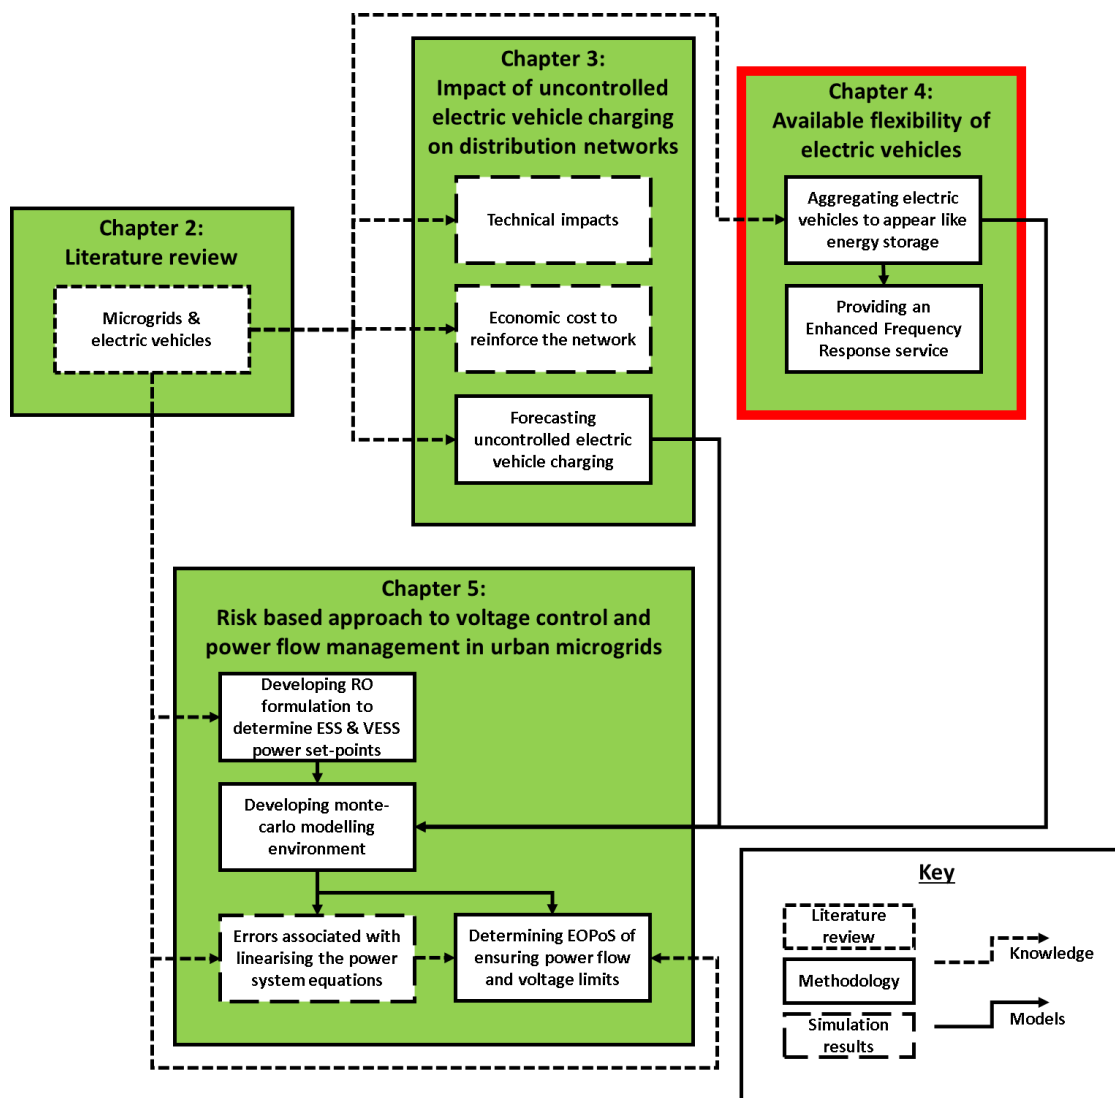 Chapter 2:
Literature review
Microgrids &
electric vehicles
Chapter 3:
Impact of uncontrolled
electric vehicle charging
on distribution networks
Technical impacts
Economic cost to
reinforce the network
Forecasting
uncontrolled electric
vehicle charging
Chapter 4:
Available flexibility of
electric vehicles
Aggregating electric
vehicles to appear like
energy storage
Providing an
Enhanced Frequency
Response service
Chapter 5:
Risk based approach to voltage control and
power flow management in urban microgrids
Developing RO
formulation to
determine ESS & VESS
power set-points
Developing monte-
carlo modelling
environment
Errors associated with
linearising the power
system equations
Determining EOPoS of
ensuring power flow
and voltage limits
Key
Literature
review
Methodology
Simulation
results
Knowledge
Models